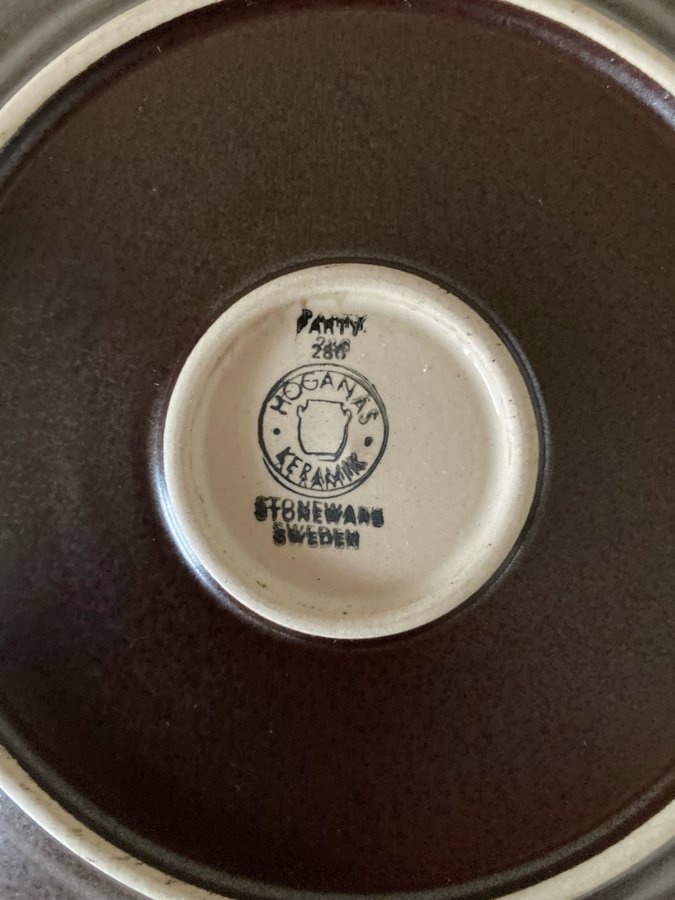 PARTY
280
HÖGANÄS
KERAMIK
STONEWARE
SWEDEN